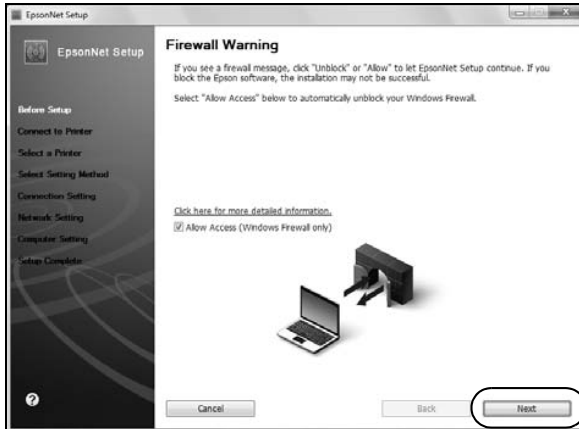 EpsonNet Setup
EpsonNet Setup
Firewall Warning
If you see a firewall message, click "Unblock" or "Allow" to let EpsonNet Setup continue. If you
block the Epson software, the installation may not be successful.
Select "Allow Access" below to automatically unblock your Windows Firewall.
Before Setup
Connect to Printer
Select a Printer
Select Setting Method
Connection Setting
Network Setting
Computer Setting
Setup Complete
Click here for more detailed information.
Allow Access (Windows Firewall only)
?
Cancel
Back
Next